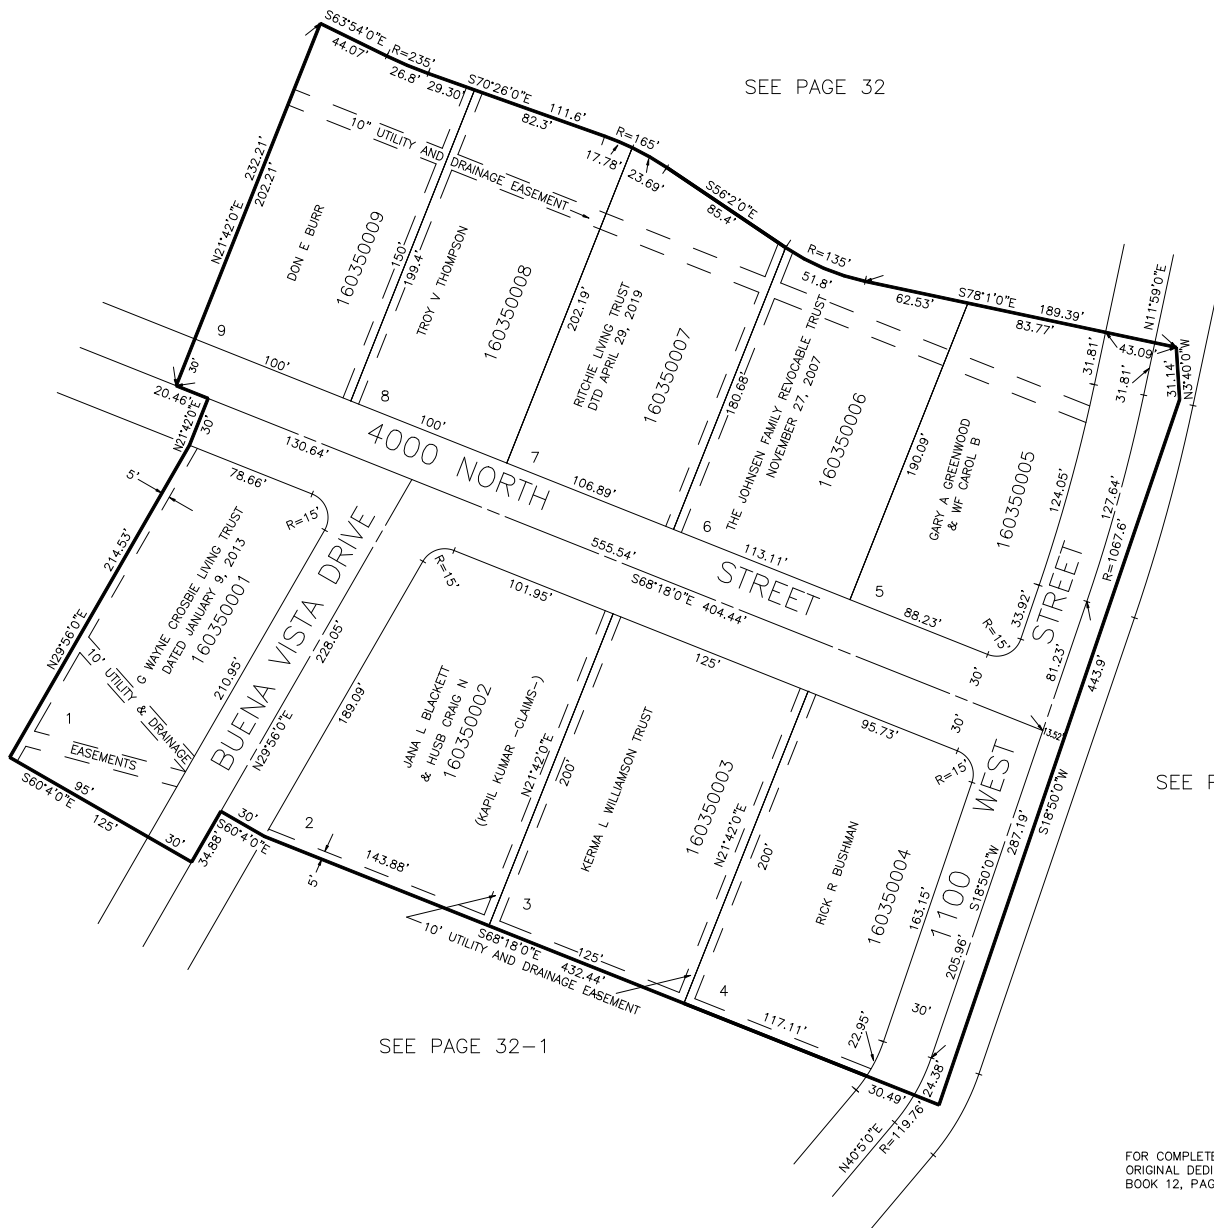 S63°54'0"E
44.07'
R=235'
26.8'
29.30'
S70°26'0"E
111.6'
82.3'
R=165'
17.78'
23.69'
S56°2'0"E
85.4'
R=135'
51.8'
62.53'
S78°1'0"E
189.39'
83.77'
43.09'
N11°59'0"E
31.81'
31.81'
31.14'
N3°40'0"W
SEE PAGE 32
10" UTILITY AND DRAINAGE EASEMENT
232.21'
202.21'
N21°42'0"E
DON E BURR
160350009
150'
199.4'
9
100'
30'
TROY V THOMPSON
160350008
8
100'
202.19'
RITCHIE LIVING TRUST
DTD APRIL 29, 2019
160350007
7
106.89'
180.68'
THE JOHNSEN FAMILY REVOCABLE TRUST
NOVEMBER 27, 2007
160350006
6
113.11'
190.09'
GARY A GREENWOOD
& WF CAROL B
160350005
5
88.23'
124.05'
33.92'
R=15'
127.64'
R=1067.6'
20.46'
N21°42'0"E
30'
130.64'
4000 NORTH
STREET
555.54'
S68°18'0"E 404.44'
30'
30'
81.23'
13.52'
443.9'
S18°50'0"W
STREET
5'
78.66'
R=15'
214.53'
N29°56'0"E
G WAYNE CROSBIE LIVING TRUST
DATED JANUARY 9, 2013
160350001
10' UTILITY & DRAINAGE
EASEMENTS
1
210.95'
BUENA VISTA DRIVE
228.05'
N29°56'0"E
S60°4'0"E
95'
125'
30'
34.88'
30'
S60°4'0"E
R=15'
101.95'
189.09'
JANA L BLACKETT
& HUSB CRAIG N
160350002
(KAPIL KUMAR -CLAIMS-)
2
143.88'
5'
N21°42'0"E
200'
125'
KERMA L WILLIAMSON TRUST
160350003
3
125'
S68°18'0"E
432.44'
10' UTILITY AND DRAINAGE EASEMENT
N21°42'0"E
200'
95.73'
R=15'
RICK R BUSHMAN
160350004
4
117.11'
163.15'
22.95'
1100 WEST
287.19'
S18°50'0"W
205.96'
30'
30.49'
24.38'
R=119.76'
N40°5'0"E
SEE PAGE 32-1
SEE P
FOR COMPLETE
ORIGINAL DEDI
BOOK 12, PAG